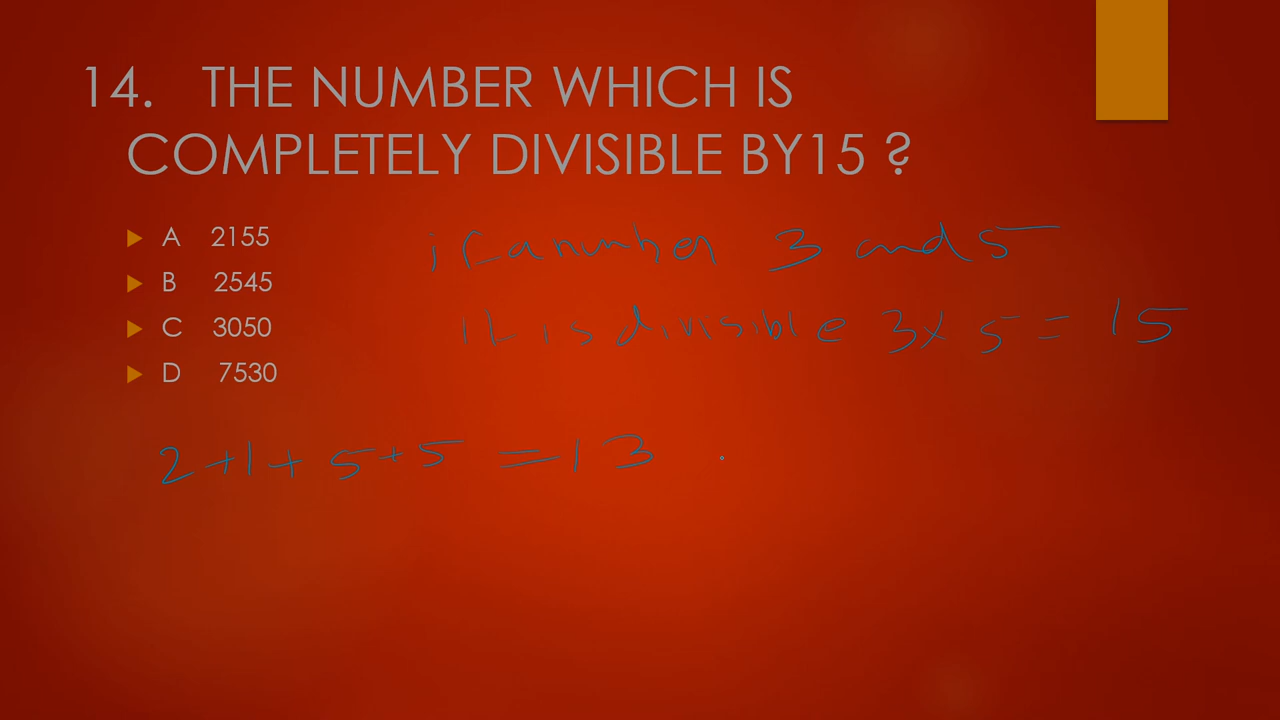 14. THE NUMBER WHICH IS
COMPLETELY DIVISIBLE BY15 ?
A 2155
B 2545
C 3050
D 7530
if a number 3 and 5
it is divisible 3x 5 = 15
2+1+5+5 =13